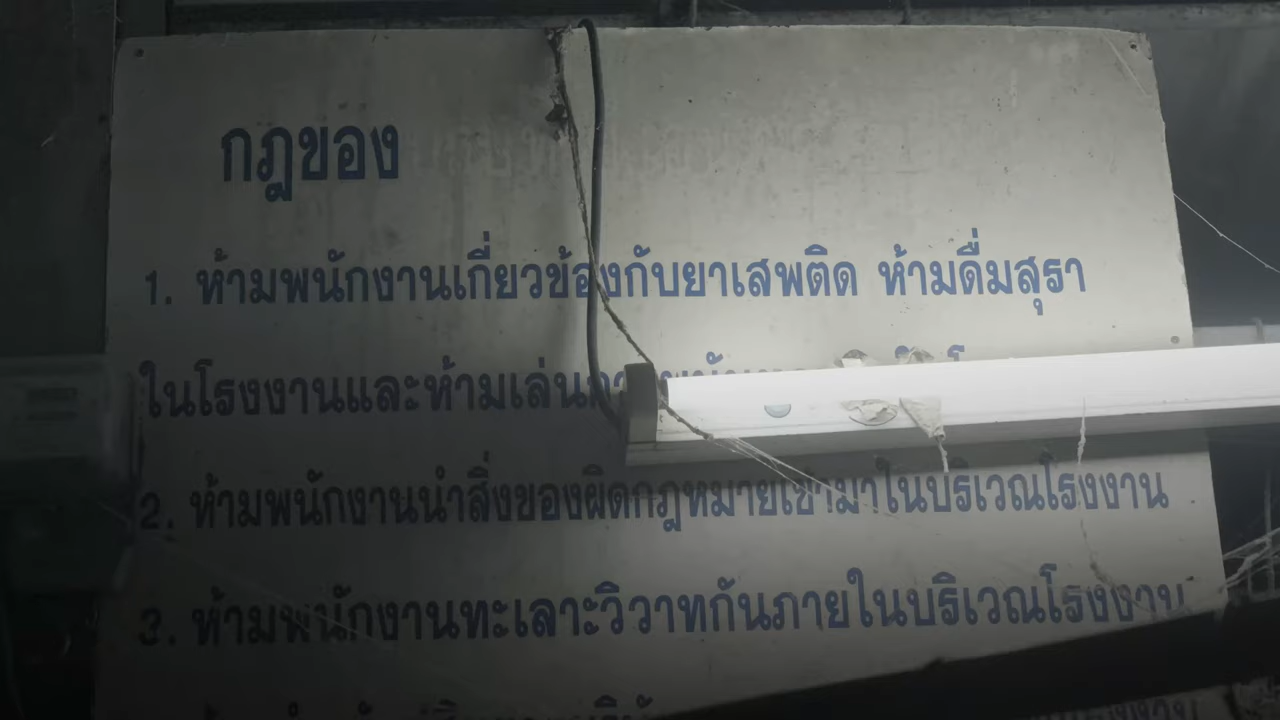 กฎของ
1. ห้ามพนักงานเกี่ยวข้องกับยาเสพติด ห้ามดื่มสุรา
ในโรงงานและห้ามเล่น
2. ห้ามพนักงานนำสิ่งของผิดกฎหมายเข้ามาในบริเวณโรงงาน
3. ห้ามพนักงานทะเลาะวิวาทกันภายในบริเวณโรงงาน